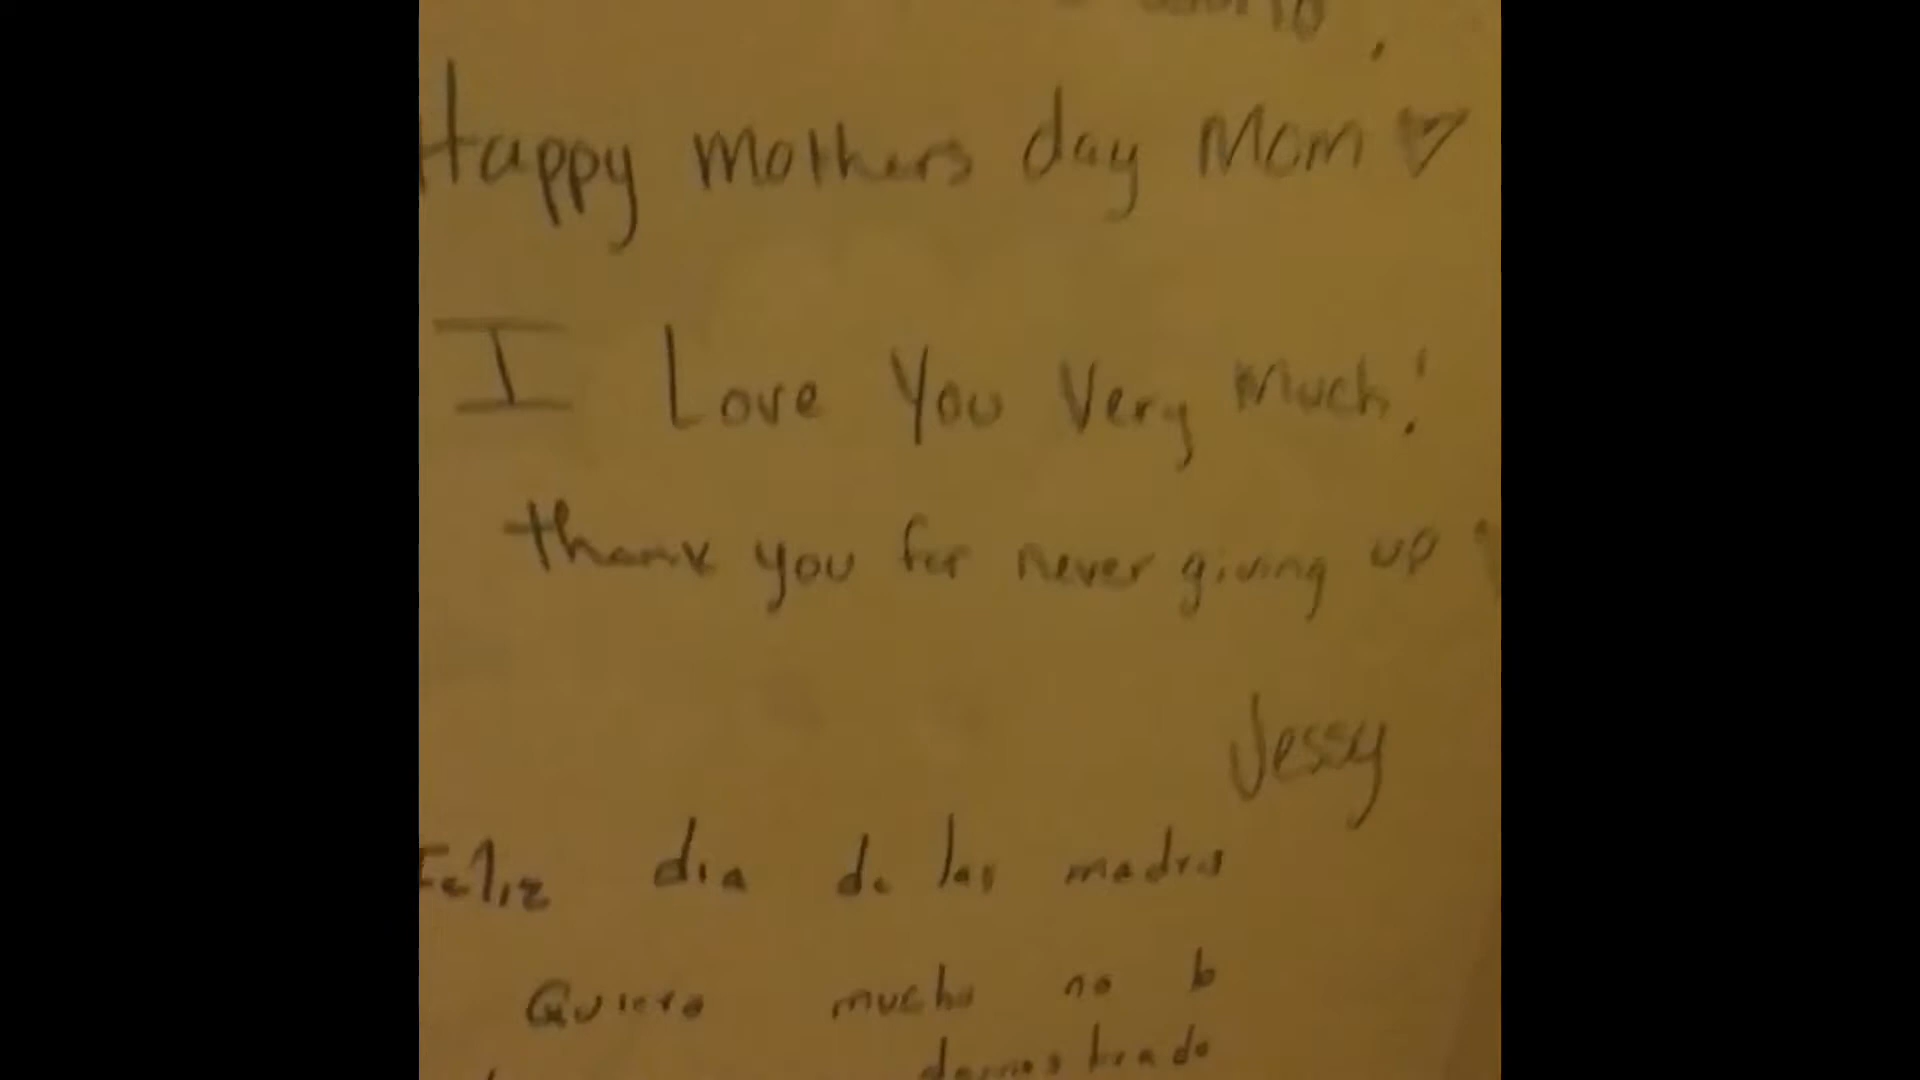 Happy mothers day Mom
I Love You Very Much!
thank you for never giving up
Jessy
Feliz dia de las madres
Quiero mucho no lo
demostrado